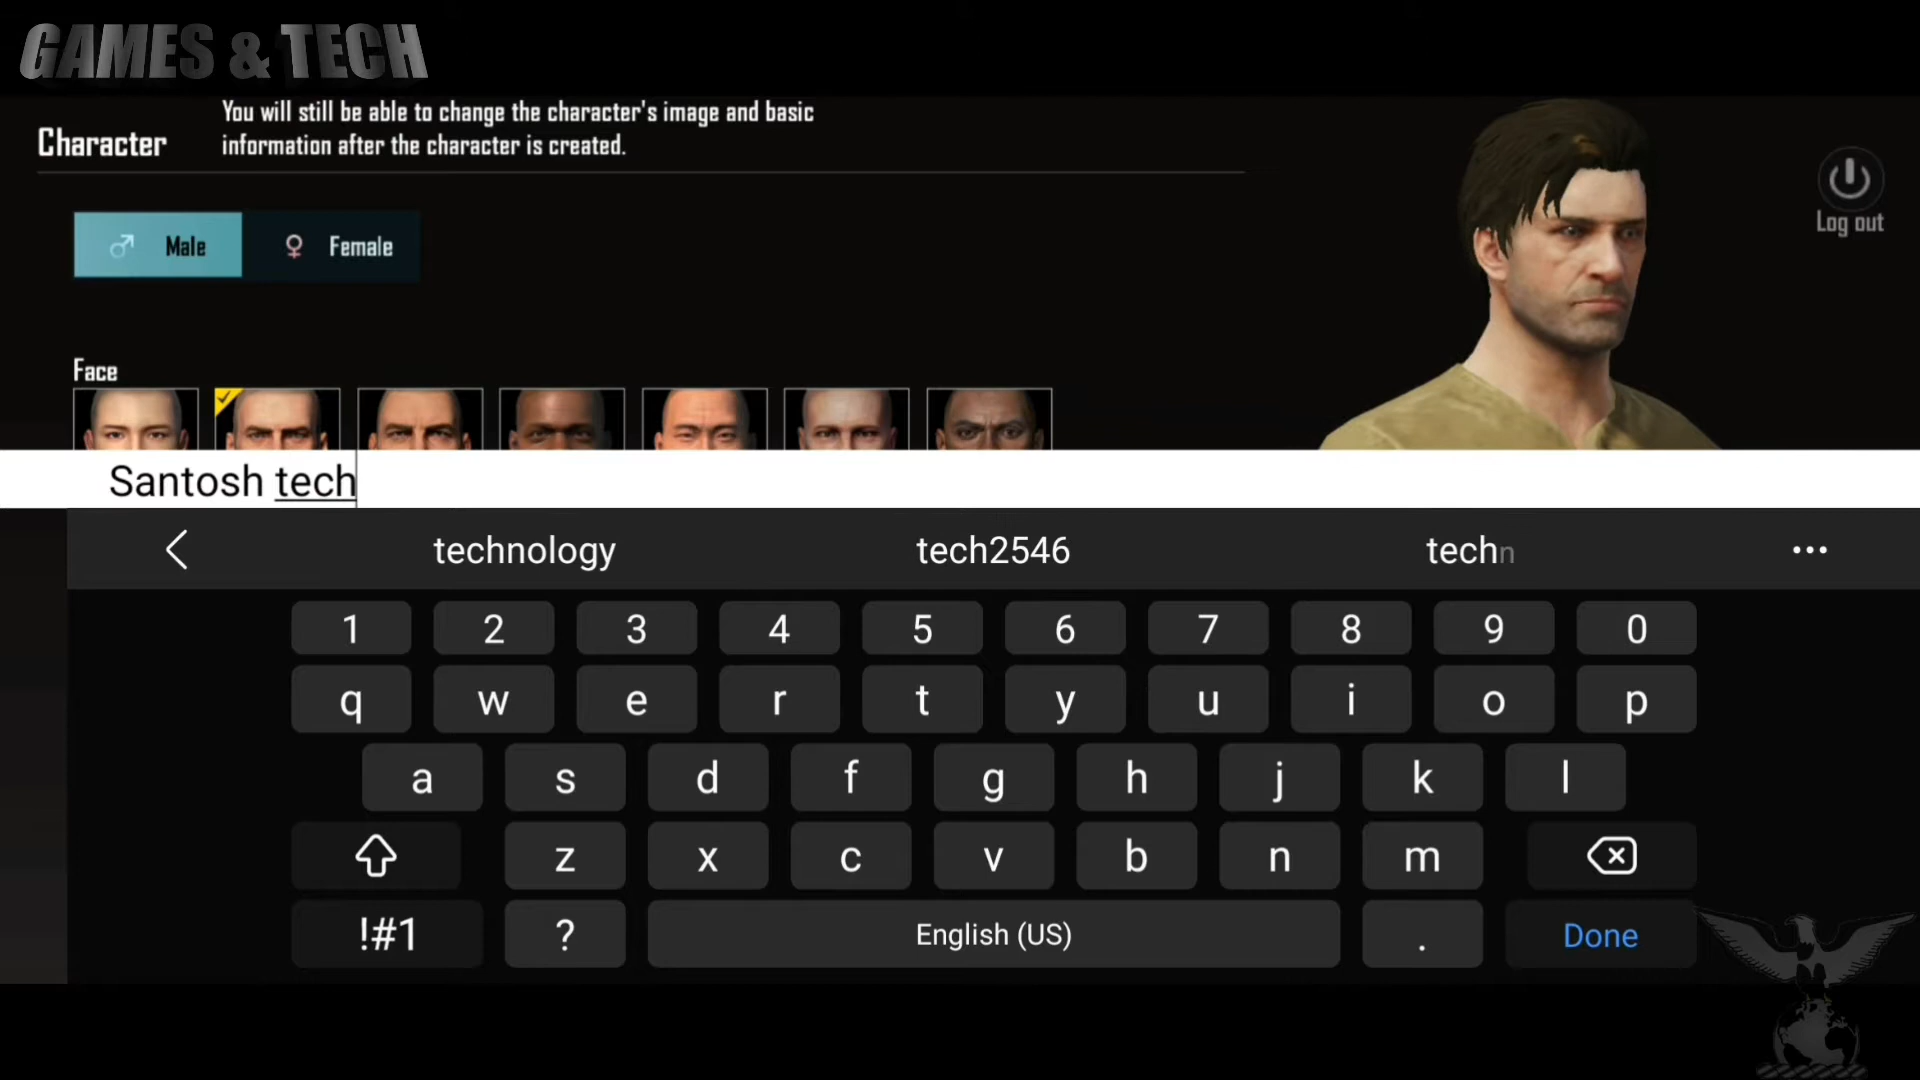 GAMES & TECH
You will still be able to change the character's image and basic
Character
information after the character is created.
Log out
Male
Female
Face
Santosh tech
technology
tech2546
techn
1 2 3 4 5 6 7 8 9 0
q w e r t y u i o p
a s d f g h j k l
z x c v b n m
!#1 ? English (US) . Done